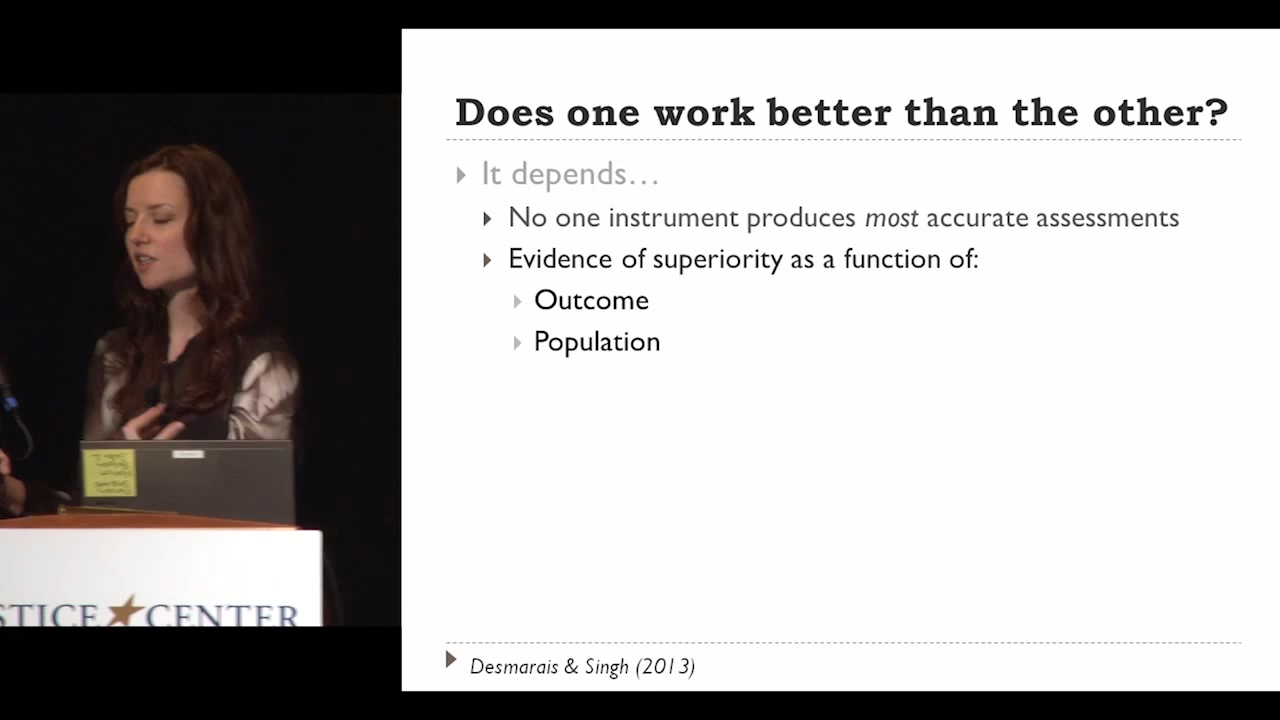 Does one work better than the other?
It depends…
No one instrument produces most accurate assessments
Evidence of superiority as a function of:
Outcome
Population
Desmarais & Singh (2013)
STICE CENTER